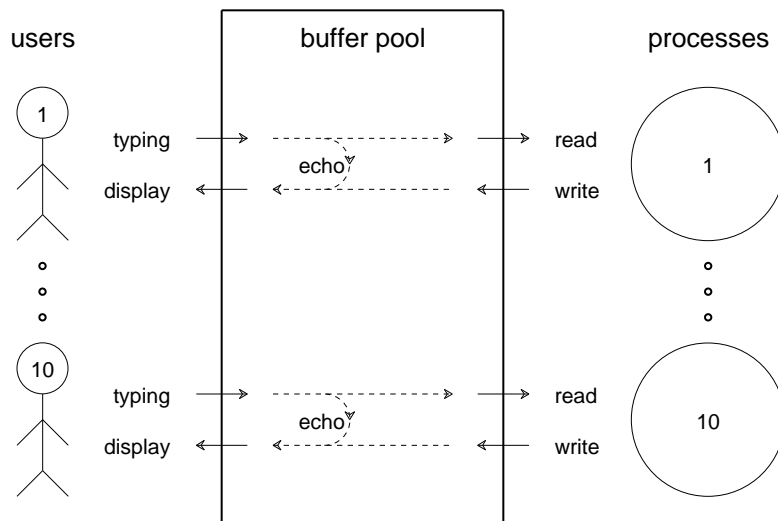 users buffer pool processes
1
typing read
echo 1
display write
10
typing read
echo 10
display write